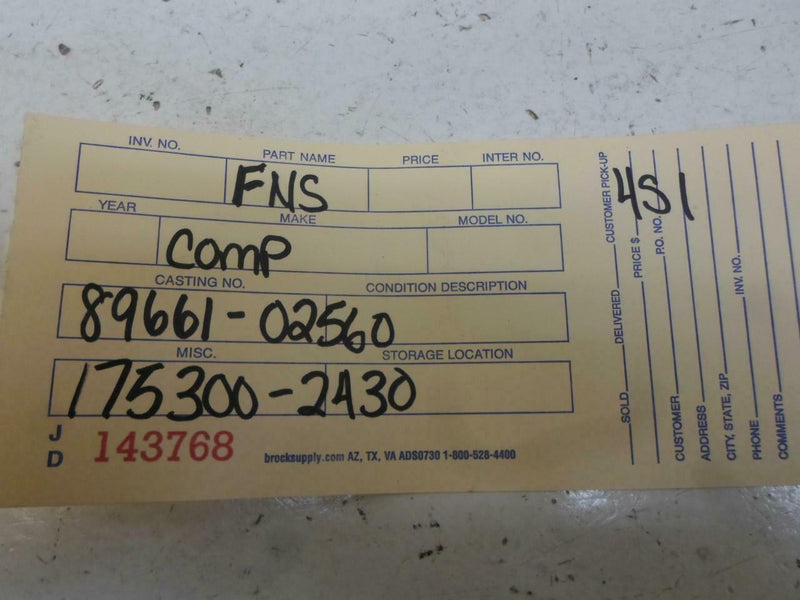 INV. NO. PART NAME PRICE INTER NO.
FNS
YEAR MAKE MODEL NO.
COMP
CASTING NO. CONDITION DESCRIPTION
89661-02560
MISC. STORAGE LOCATION
175300-2430
JD 143768
brocksupply.com AZ, TX, VA ADS0730 1-800-528-4400
SOLD DELIVERED CUSTOMER PICK-UP
PRICE $ P.O. NO.
4S1
CUSTOMER
ADDRESS
CITY, STATE, ZIP INV. NO.
PHONE
COMMENTS